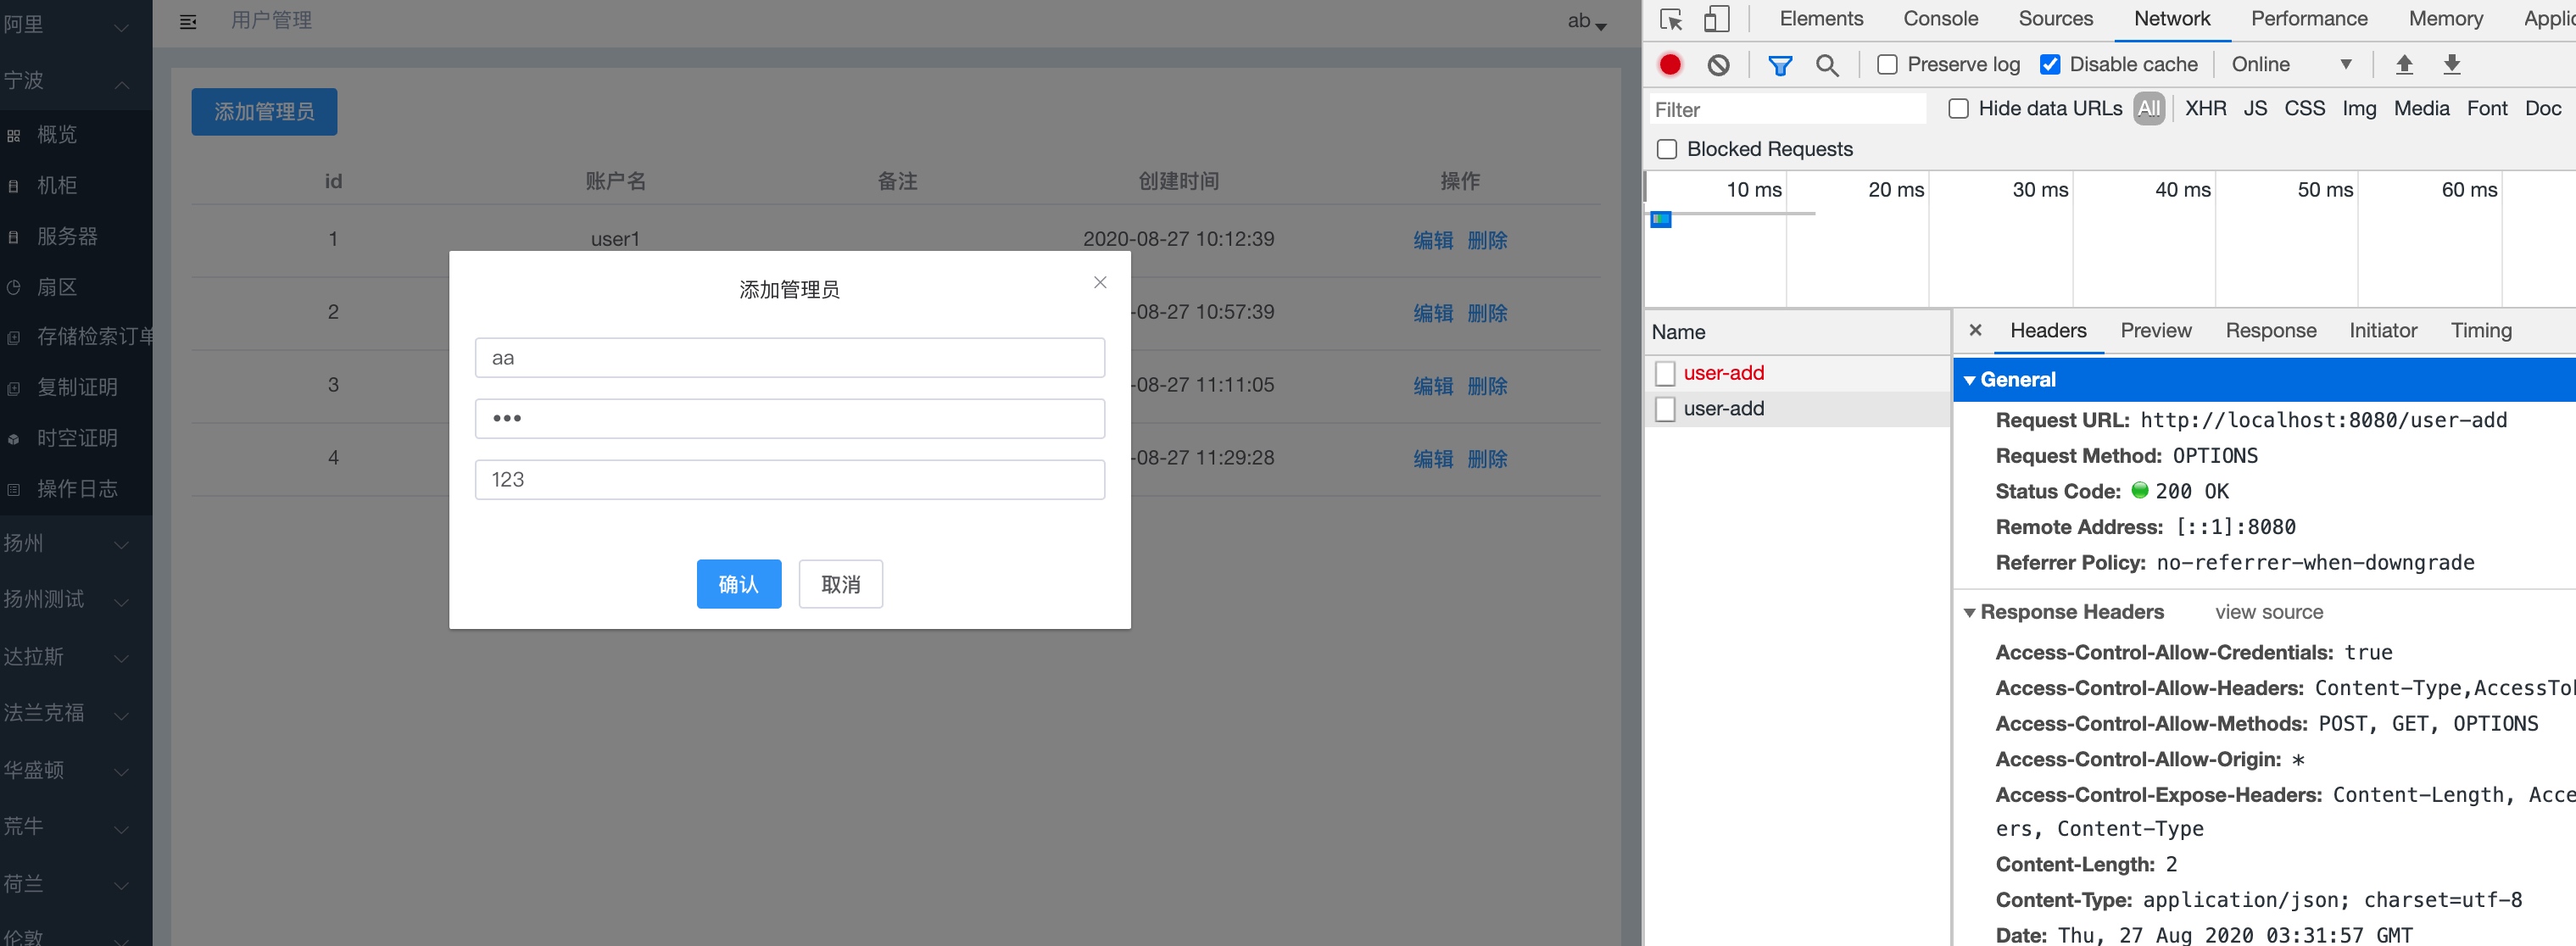 阿里
宁波
概览
机柜
服务器
扇区
存储检索订单
复制证明
时空证明
操作日志
扬州
扬州测试
达拉斯
法兰克福
华盛顿
荒牛
荷兰
伦敦
用户管理
ab
添加管理员
id 账户名 备注 创建时间 操作
1 user1 2020-08-27 10:12:39 编辑 删除
2 -08-27 10:57:39 编辑 删除
3 -08-27 11:11:05 编辑 删除
4 -08-27 11:29:28 编辑 删除
添加管理员
aa
•••
123
确认 取消
Elements Console Sources Network Performance Memory Applic
Preserve log Disable cache Online
Filter Hide data URLs All XHR JS CSS Img Media Font Doc
Blocked Requests
10 ms 20 ms 30 ms 40 ms 50 ms 60 ms
Name
user-add
user-add
Headers Preview Response Initiator Timing
General
Request URL: http://localhost:8080/user-add
Request Method: OPTIONS
Status Code: 200 OK
Remote Address: [::1]:8080
Referrer Policy: no-referrer-when-downgrade
Response Headers view source
Access-Control-Allow-Credentials: true
Access-Control-Allow-Headers: Content-Type,AccessTo
Access-Control-Allow-Methods: POST, GET, OPTIONS
Access-Control-Allow-Origin: *
Access-Control-Expose-Headers: Content-Length, Acce
ers, Content-Type
Content-Length: 2
Content-Type: application/json; charset=utf-8
Date: Thu, 27 Aug 2020 03:31:57 GMT